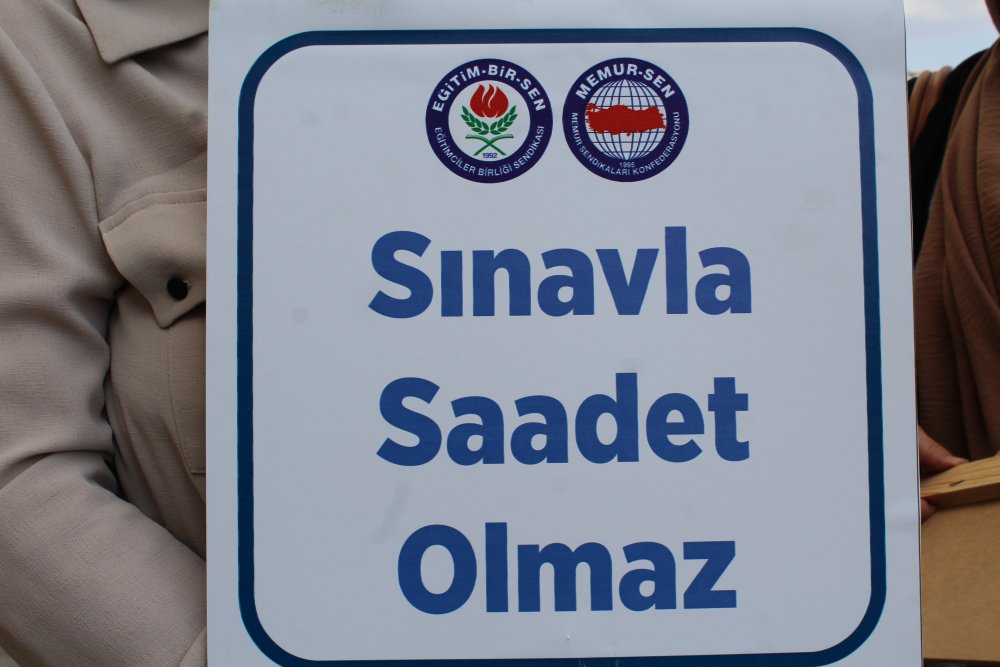 EĞİTİM-BİR-SEN
EĞİTİMCİLER BİRLİĞİ SENDİKASI
1992
MEMUR-SEN
MEMUR SENDİKALARI KONFEDERASYONU
1995
Sınavla
Saadet
Olmaz